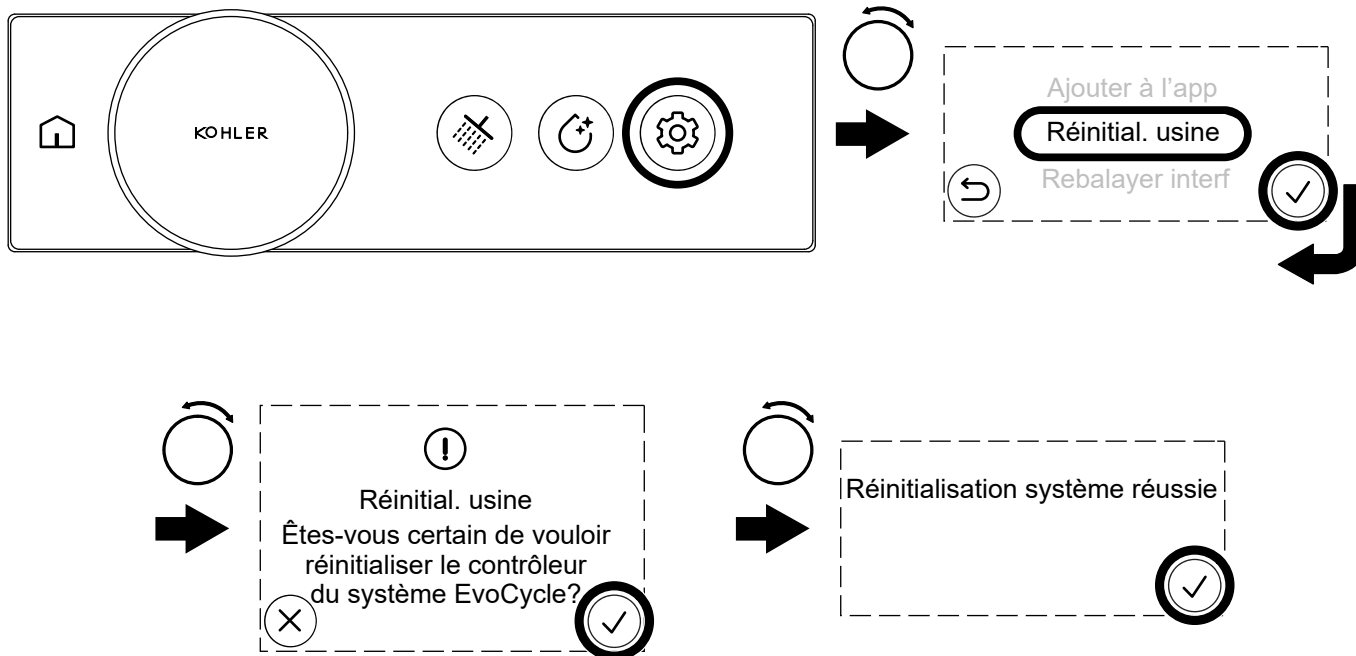 KOHLER
Ajouter à l'app
Réinitial. usine
Rebalayer interf
Réinitial. usine
Êtes-vous certain de vouloir
réinitialiser le contrôleur
du système EvoCycle?
Réinitialisation système réussie